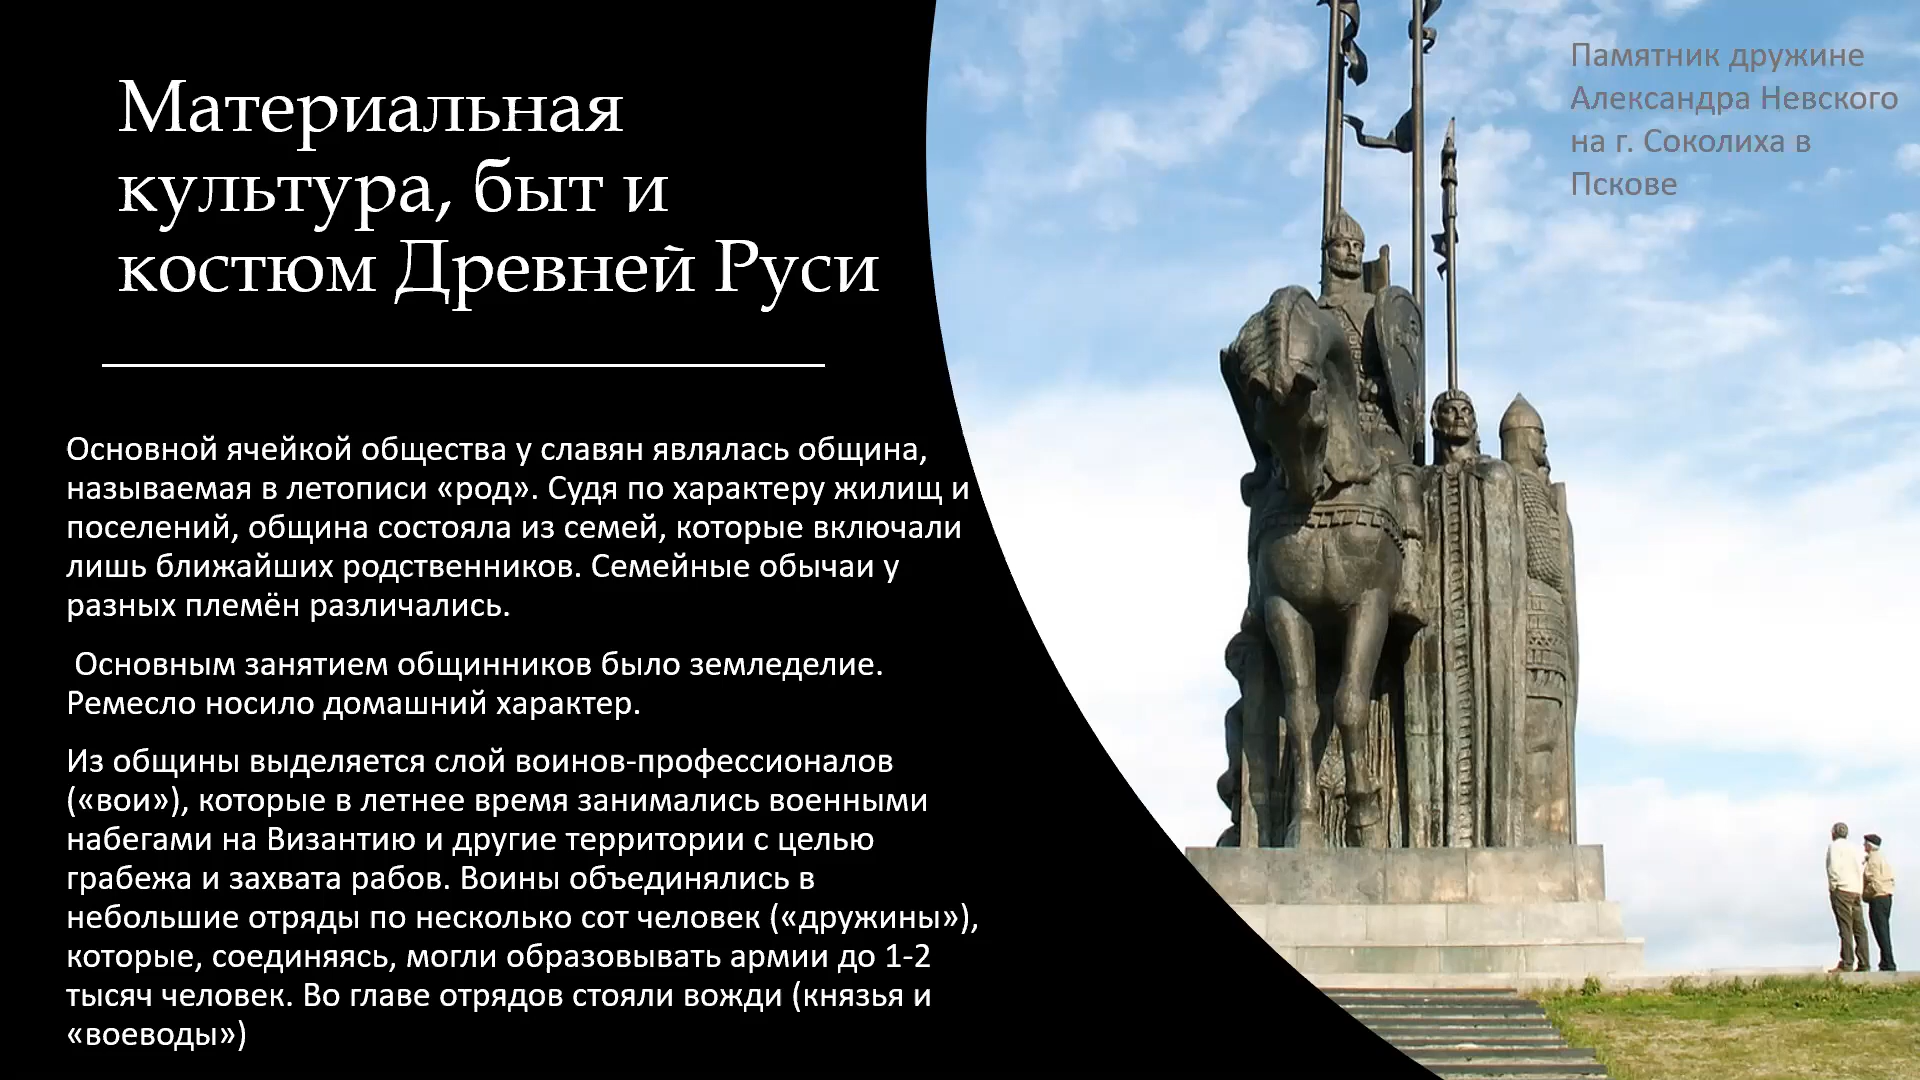 Материальная
культура, быт и
костюм Древней Руси
Памятник дружине
Александра Невского
на г. Соколиха в
Пскове
Основной ячейкой общества у славян являлась община,
называемая в летописи «род». Судя по характеру жилищ и
поселений, община состояла из семей, которые включали
лишь ближайших родственников. Семейные обычаи у
разных племён различались.
Основным занятием общинников было земледелие.
Ремесло носило домашний характер.
Из общины выделяется слой воинов-профессионалов
(«вои»), которые в летнее время занимались военными
набегами на Византию и другие территории с целью
грабежа и захвата рабов. Воины объединялись в
небольшие отряды по несколько сот человек («дружины»),
которые, соединяясь, могли образовывать армии до 1-2
тысяч человек. Во главе отрядов стояли вожди (князья и
«воеводы»)